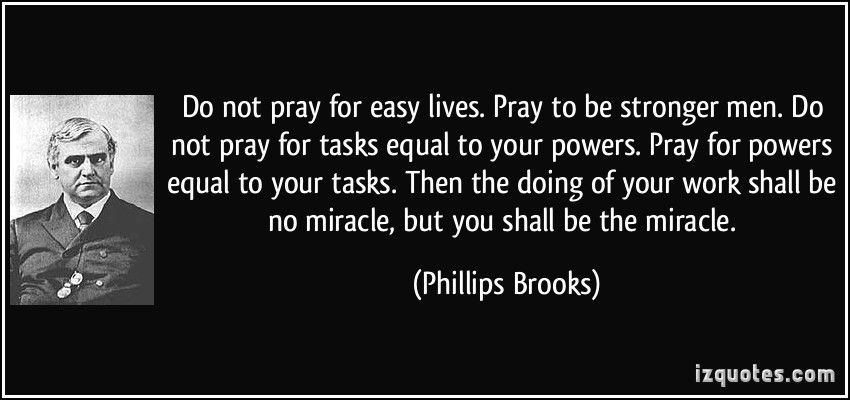 Do not pray for easy lives. Pray to be stronger men. Do
not pray for tasks equal to your powers. Pray for powers
equal to your tasks. Then the doing of your work shall be
no miracle, but you shall be the miracle.
(Phillips Brooks)
izquotes.com